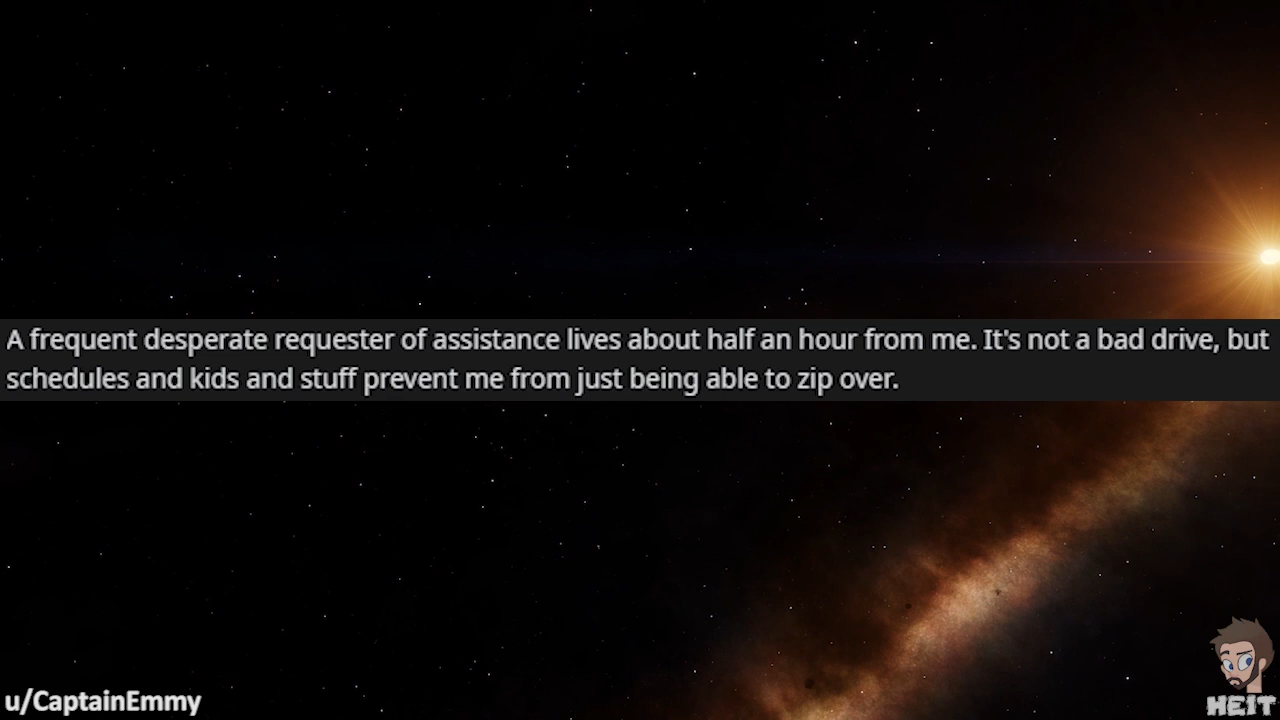 A frequent desperate requester of assistance lives about half an hour from me. It's not a bad drive, but
schedules and kids and stuff prevent me from just being able to zip over.
u/CaptainEmmy
HEIT